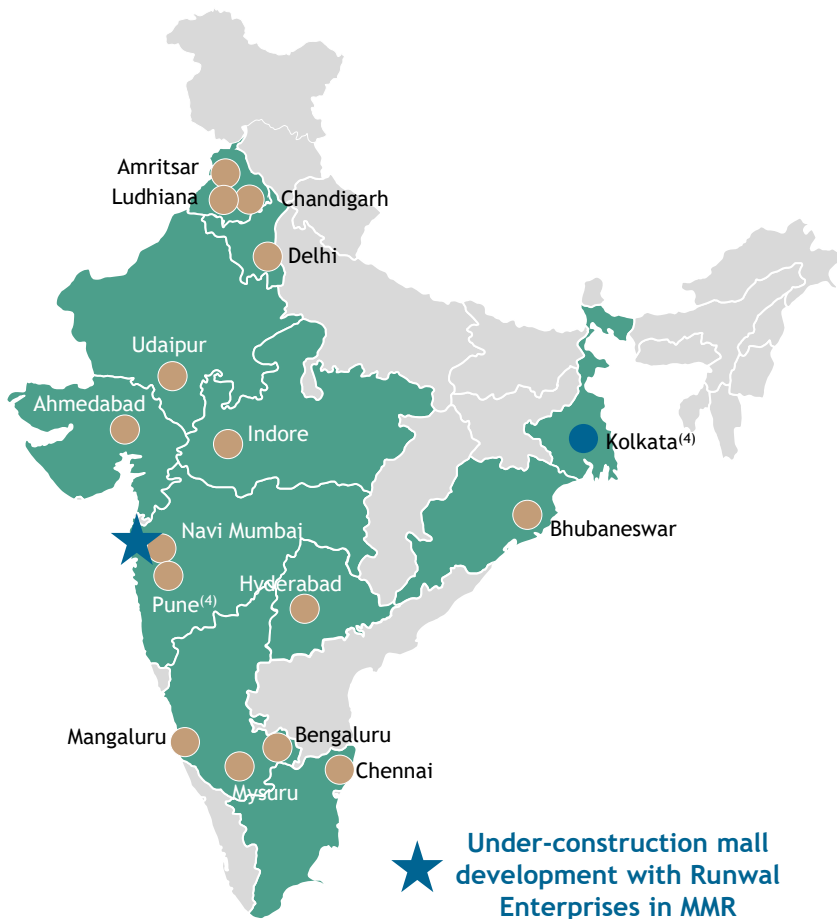 Amritsar
Ludhiana
Chandigarh
Delhi
Udaipur
Ahmedabad
Indore
Kolkata(4)
Bhubaneswar
Navi Mumbai
Hyderabad
Pune(4)
Mangaluru
Bengaluru
Mysuru
Chennai
Under-construction mall
development with Runwal
Enterprises in MMR